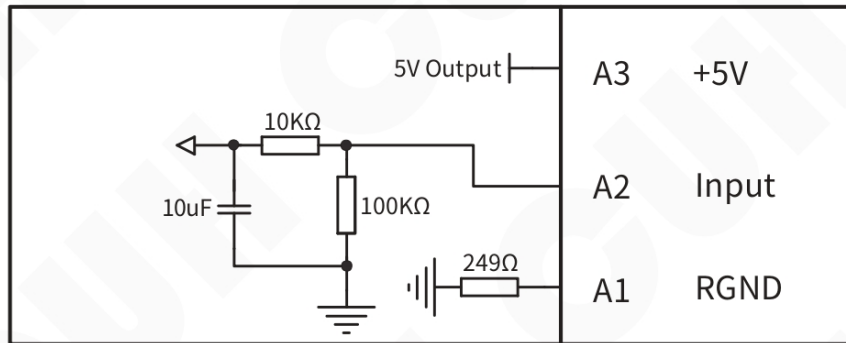 5V Output
A3 +5V
10KΩ
10uF
100KΩ
A2 Input
249Ω
A1 RGND